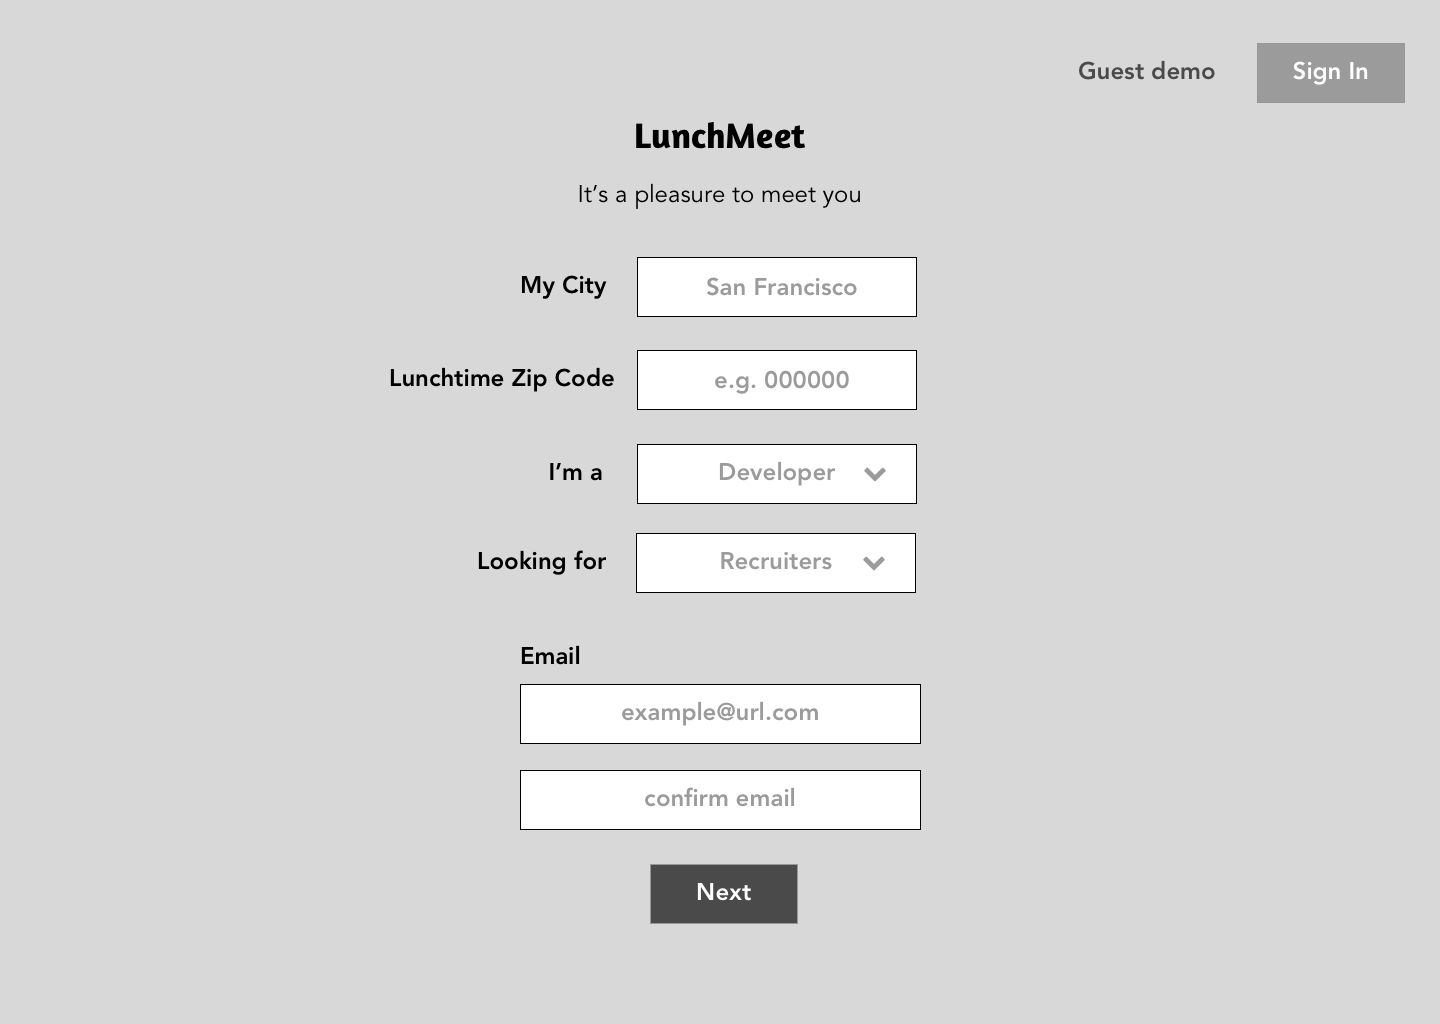 Guest demo
Sign In
LunchMeet
It’s a pleasure to meet you
My City
San Francisco
Lunchtime Zip Code
e.g. 000000
I’m a
Developer
Looking for
Recruiters
Email
example@url.com
confirm email
Next